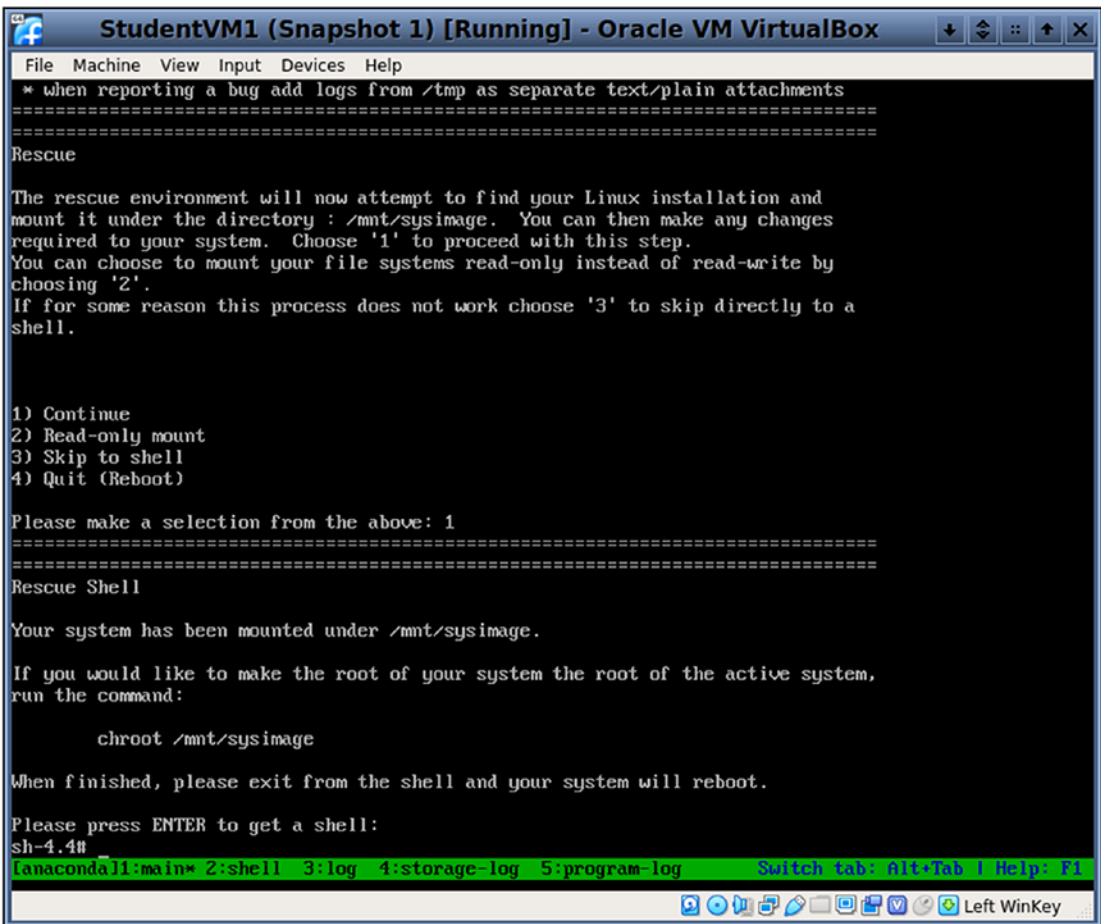 StudentVM1 (Snapshot 1) [Running] - Oracle VM VirtualBox
File Machine View Input Devices Help
* when reporting a bug add logs from /tmp as separate text/plain attachments
================================================================================
================================================================================
Rescue
The rescue environment will now attempt to find your Linux installation and
mount it under the directory : /mnt/sysimage.  You can then make any changes
required to your system.  Choose '1' to proceed with this step.
You can choose to mount your file systems read-only instead of read-write by
choosing '2'.
If for some reason this process does not work choose '3' to skip directly to a
shell.
1) Continue
2) Read-only mount
3) Skip to shell
4) Quit (Reboot)
Please make a selection from the above: 1
================================================================================
================================================================================
Rescue Shell
Your system has been mounted under /mnt/sysimage.
If you would like to make the root of your system the root of the active system,
run the command:
chroot /mnt/sysimage
When finished, please exit from the shell and your system will reboot.
Please press ENTER to get a shell:
sh-4.4# _
[anaconda]1:main* 2:shell  3:log  4:storage-log  5:program-log Switch tab: Alt+Tab | Help: F1
Left WinKey